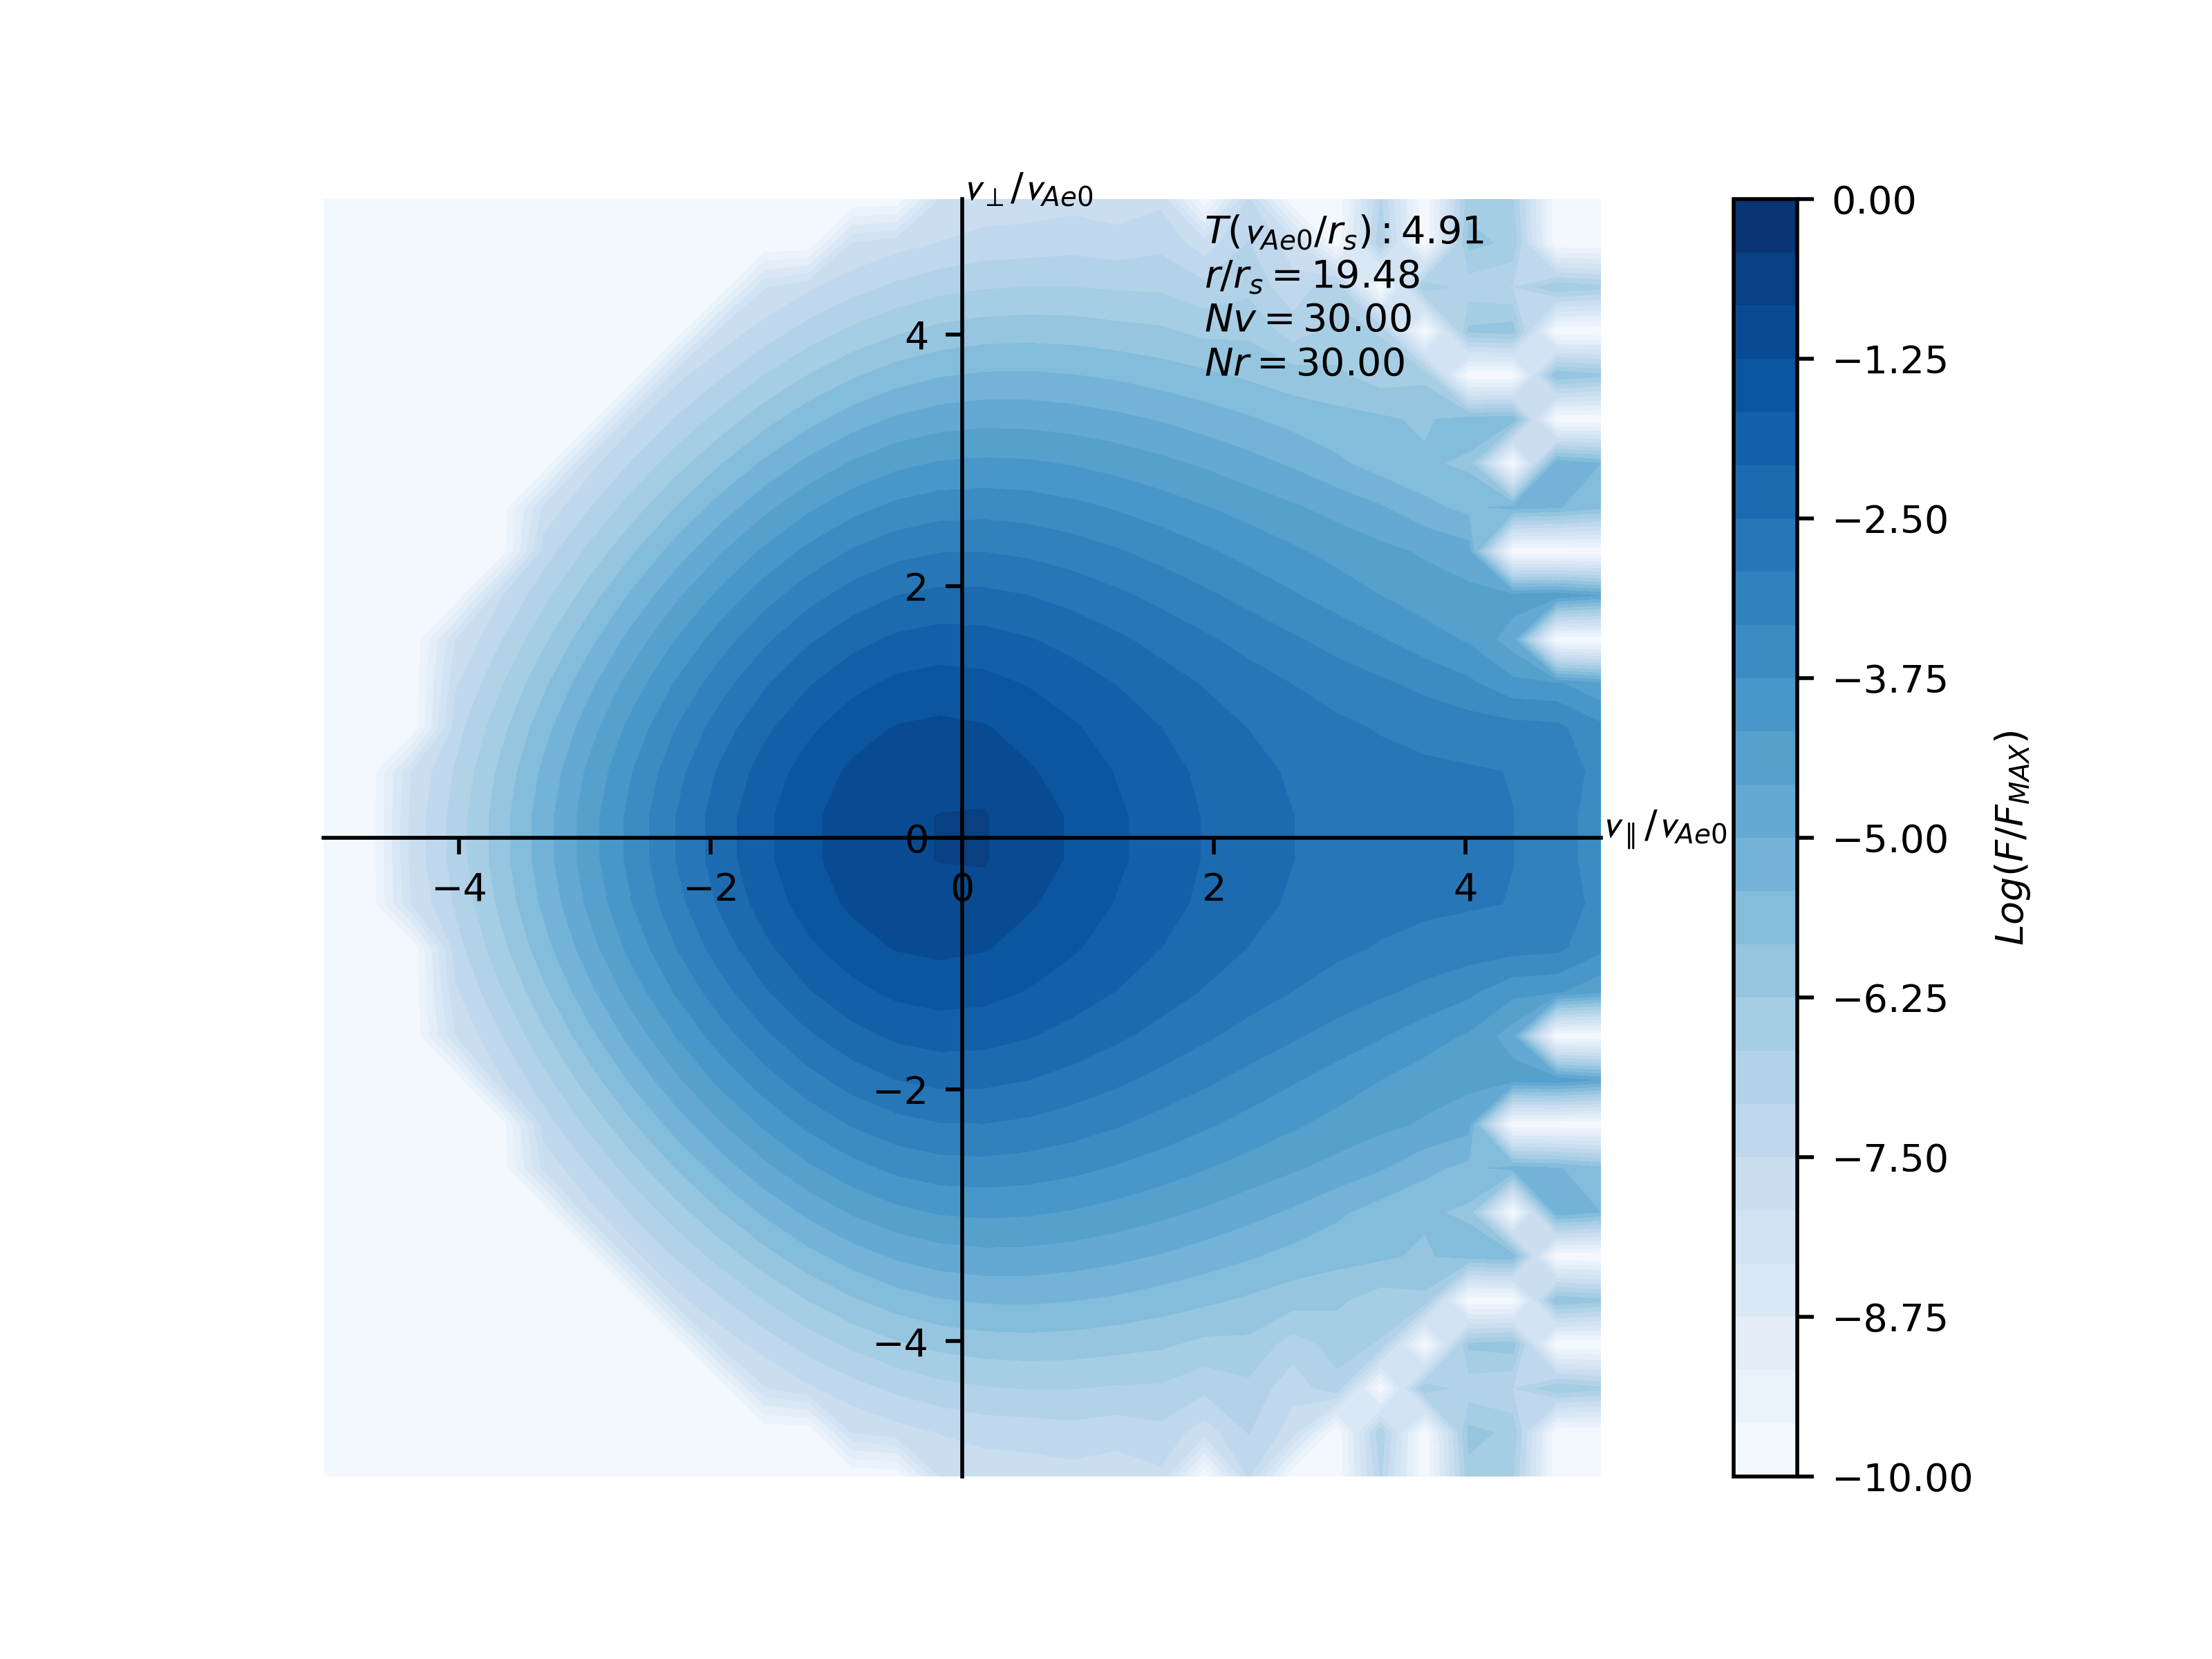 v⊥/vAe0
T(vAe0/rs) : 4.91
r/rs = 19.48
Nv = 30.00
Nr = 30.00
4
2
0
−2
−4
−4
−2
0
2
4
v∥/vAe0
0.00
−1.25
−2.50
−3.75
−5.00
−6.25
−7.50
−8.75
−10.00
Log(F/FMAX)